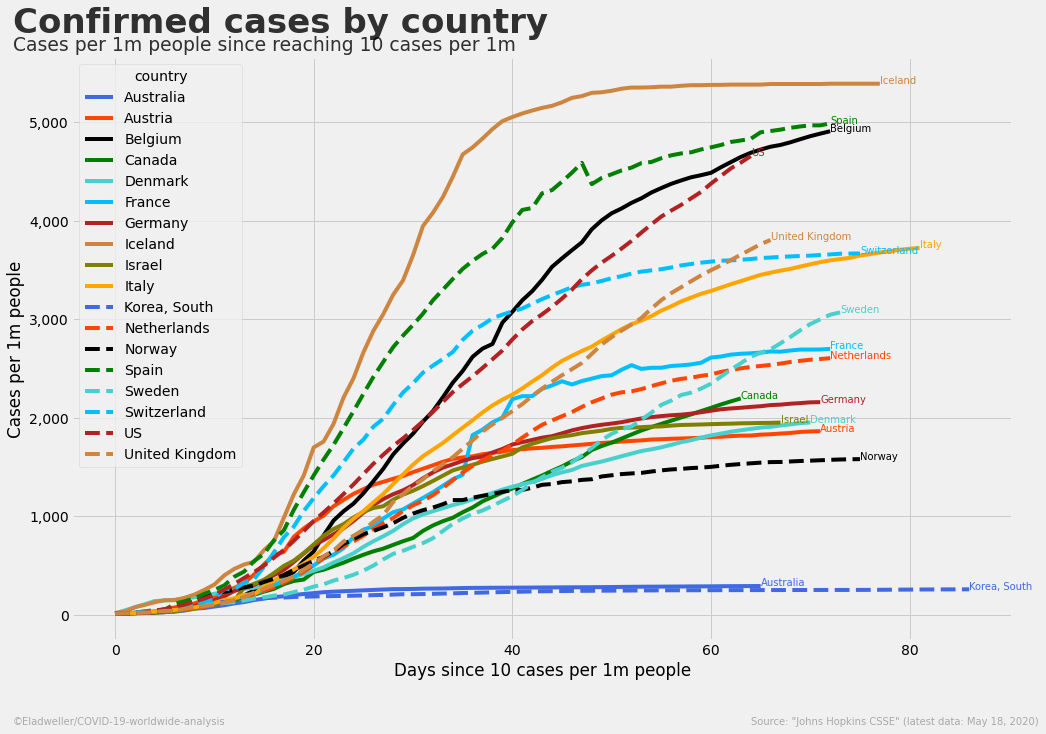 Confirmed cases by country
Cases per 1m people since reaching 10 cases per 1m
country
Australia
Austria
Belgium
Canada
Denmark
France
Germany
Iceland
Israel
Italy
Korea, South
Netherlands
Norway
Spain
Sweden
Switzerland
US
United Kingdom
Cases per 1m people
5,000
4,000
3,000
2,000
1,000
0
Iceland
Spain
Belgium
US
United Kingdom
Italy
Switzerland
Sweden
France
Netherlands
Canada
Germany
Israel
Denmark
Austria
Norway
Australia
Korea, South
0 20 40 60 80
Days since 10 cases per 1m people
©Eladweller/COVID-19-worldwide-analysis
Source: "Johns Hopkins CSSE" (latest data: May 18, 2020)